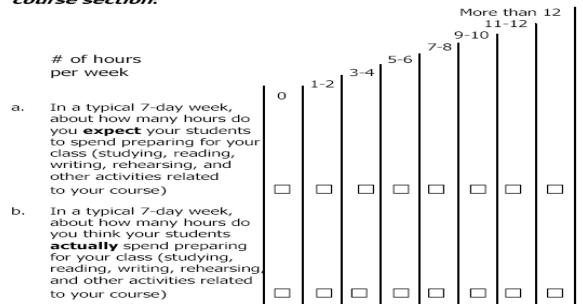 course section.
More than 12
11-12
9-10
7-8
5-6
3-4
1-2
0
# of hours
per week
a. In a typical 7-day week,
about how many hours do
you expect your students
to spend preparing for your
class (studying, reading,
writing, rehearsing, and
other activities related
to your course)
b. In a typical 7-day week,
about how many hours do
you think your students
actually spend preparing
for your class (studying,
reading, writing, rehearsing,
and other activities related
to your course)